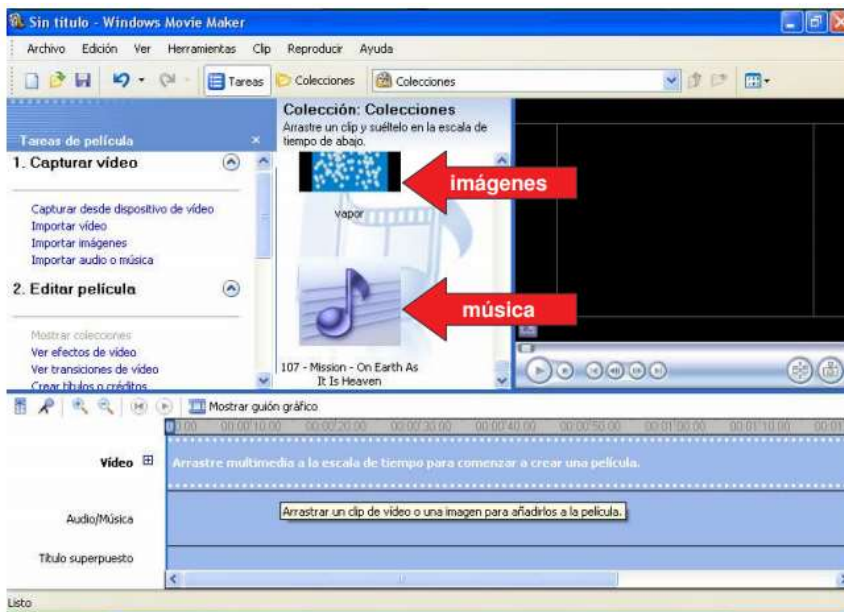 Sin título - Windows Movie Maker
Archivo Edición Ver Herramientas Clip Reproducir Ayuda
Tareas Colecciones Colecciones
Tareas de película
Colección: Colecciones
Arrastre un clip y suéltelo en la escala de
tiempo de abajo.
1. Capturar vídeo
Capturar desde dispositivo de vídeo
Importar vídeo
Importar imágenes
Importar audio o música
2. Editar película
Mostrar colecciones
Ver efectos de vídeo
Ver transiciones de vídeo
Crear títulos o créditos
imágenes
vapor
música
107 - Mission - On Earth As
It Is Heaven
Mostrar guión gráfico
00:00'10,00 00:00'20,00 00:00'30,00 00:00'40,00 00:00'50,00 00:01'00,00 00:01'10,00
Vídeo
Arrastre multimedia a la escala de tiempo para comenzar a crear una película.
Arrastrar un clip de vídeo o una imagen para añadirlos a la película.
Audio/Música
Título superpuesto
Listo